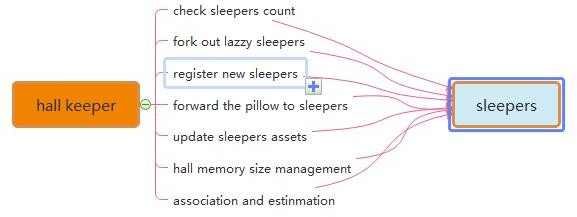 check sleepers count
fork out lazzy sleepers
register new sleepers
hall keeper
forward the pillow to sleepers
sleepers
update sleepers assets
hall memory size management
association and estinmation